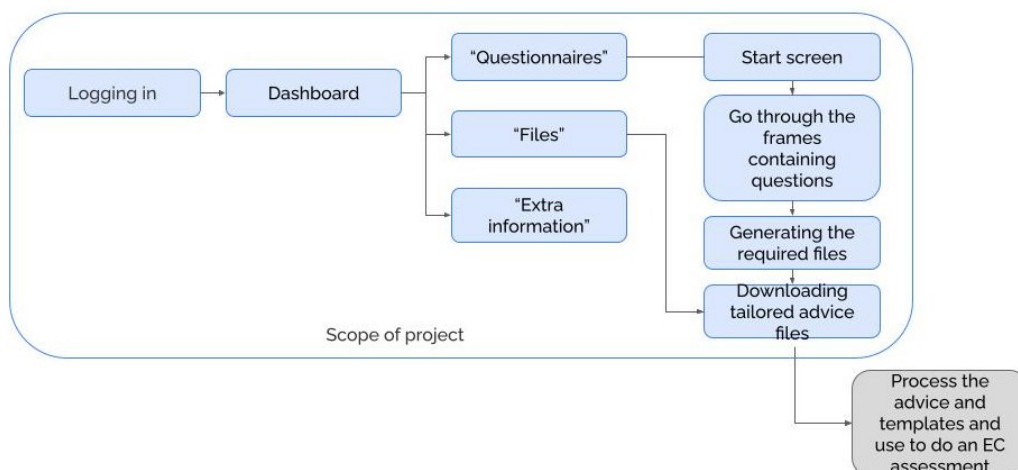 Logging in
Dashboard
“Questionnaires”
“Files”
“Extra
information”
Start screen
Go through the
frames
containing
questions
Generating the
required files
Downloading
tailored advice
files
Scope of project
Process the
advice and
templates and
use to do an EC
assessment